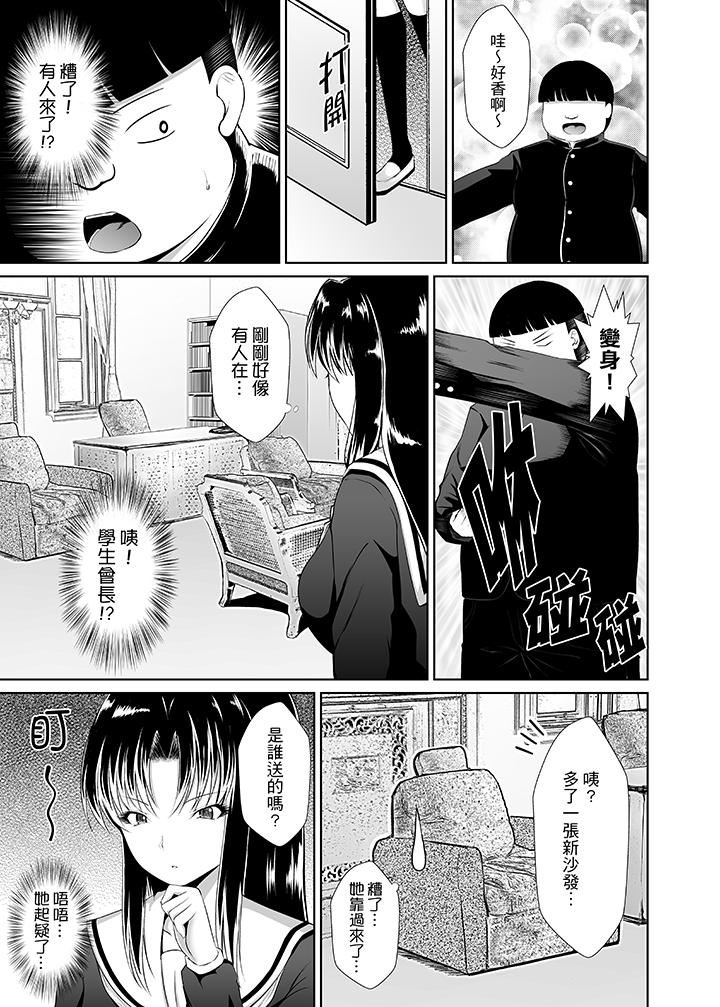 哇～好香啊～
打開
糟了！
有人來了!?
變身！
咻
碰
碰
剛剛好像
有人在…
咦！
學生會長!?
咦？
多了一張新沙發…
糟了…
她靠過來了…
是誰送的嗎？
盯～
唔唔…
她起疑了…